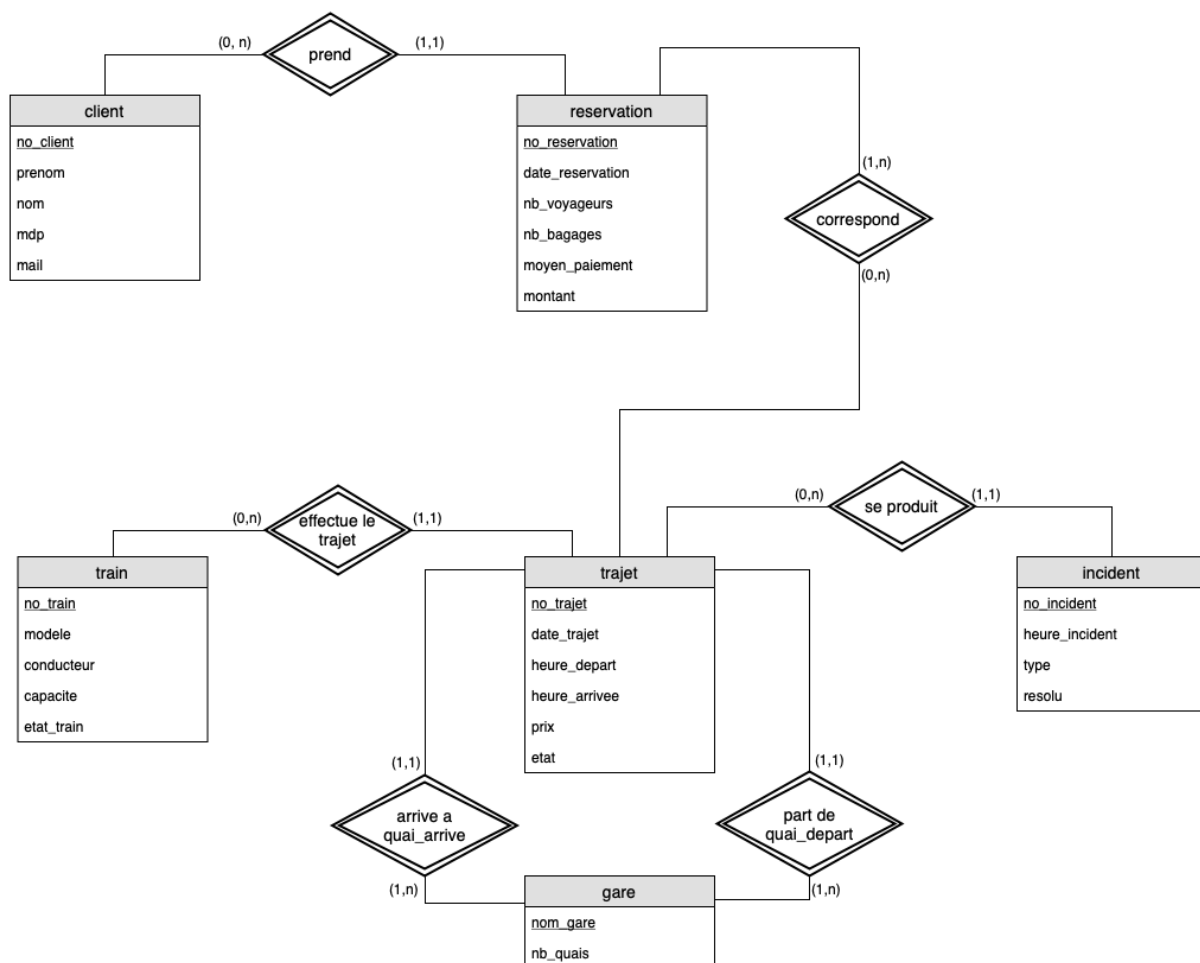 (0, n)
prend
(1,1)
client
no_client
prenom
nom
mdp
mail
reservation
no_reservation
date_reservation
nb_voyageurs
nb_bagages
moyen_paiement
montant
(1,n)
correspond
(0,n)
(0,n)
effectue le
trajet
(1,1)
(0,n)
se produit
(1,1)
train
no_train
modele
conducteur
capacite
etat_train
trajet
no_trajet
date_trajet
heure_depart
heure_arrivee
prix
etat
incident
no_incident
heure_incident
type
resolu
(1,1)
arrive a
quai_arrive
(1,n)
(1,1)
part de
quai_depart
(1,n)
gare
nom_gare
nb_quais